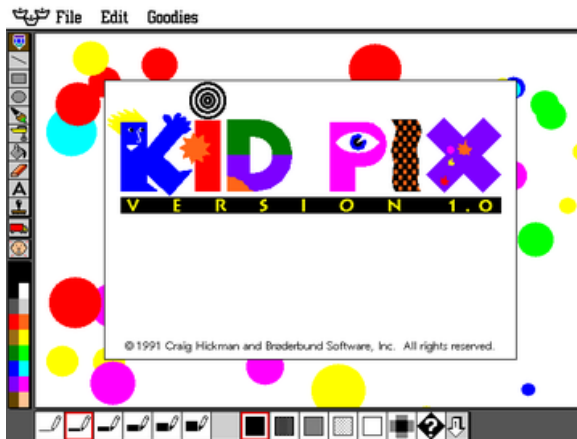 File Edit Goodies
KID PIX
VERSION 1.0
A
©1991 Craig Hickman and Brøderbund Software, Inc. All rights reserved.
?